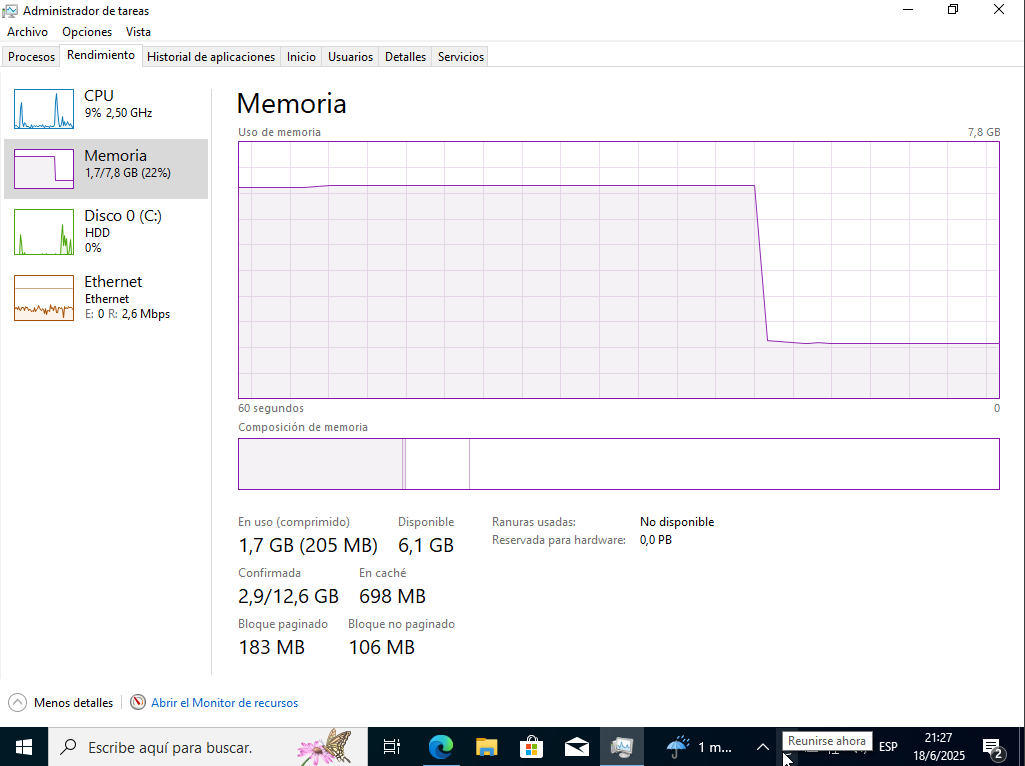 Administrador de tareas
Archivo Opciones Vista
Procesos Rendimiento Historial de aplicaciones Inicio Usuarios Detalles Servicios
CPU
9% 2,50 GHz
Memoria
1,7/7,8 GB (22%)
Disco 0 (C:)
HDD
0%
Ethernet
Ethernet
E: 0 R: 2,6 Mbps
Memoria
Uso de memoria 7,8 GB
60 segundos 0
Composición de memoria
En uso (comprimido) Disponible
1,7 GB (205 MB) 6,1 GB
Confirmada En caché
2,9/12,6 GB 698 MB
Bloque paginado Bloque no paginado
183 MB 106 MB
Ranuras usadas: No disponible
Reservada para hardware: 0,0 PB
Menos detalles Abrir el Monitor de recursos
Escribe aquí para buscar.
1 m...
Reunirse ahora
ESP
21:27
18/6/2025
2